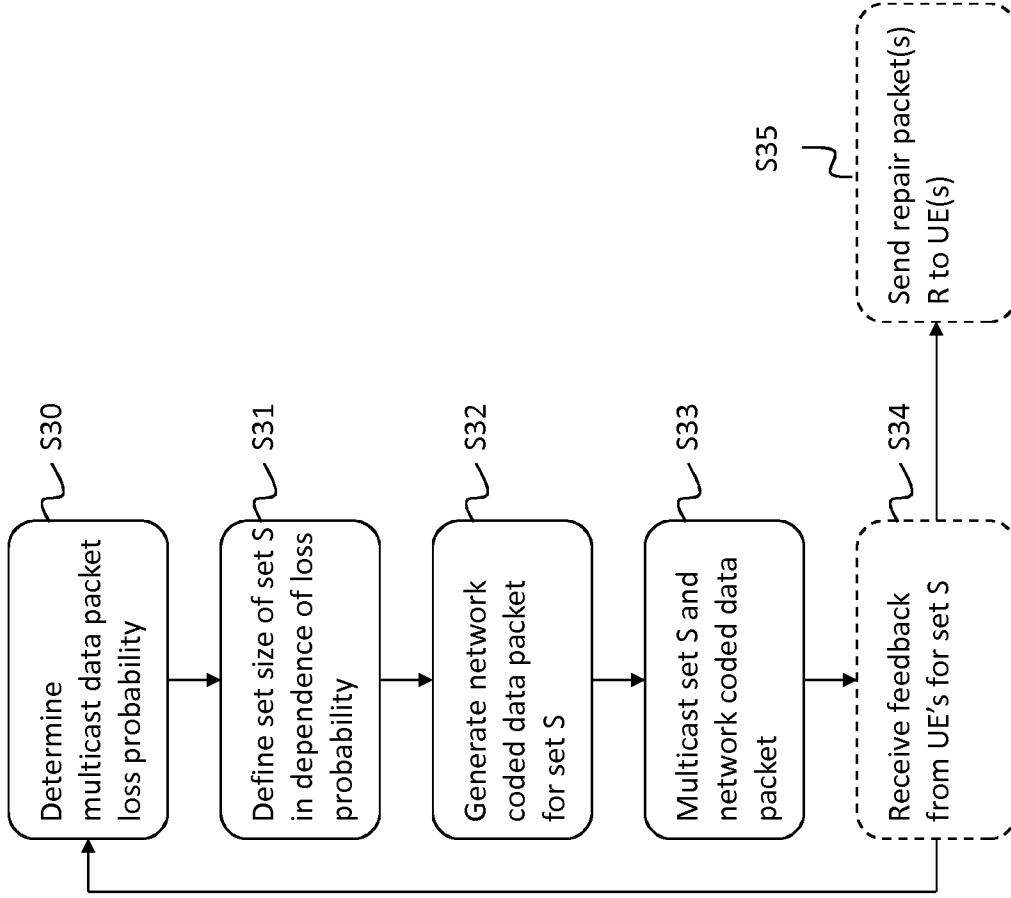 Determine
multicast data packet
loss probability
S30
Define set size of set S
in dependence of loss
probability
S31
Generate network
coded data packet
for set S
S32
Multicast set S and
network coded data
packet
S33
Receive feedback
from UE's for set S
S34
Send repair packet(s)
R to UE(s)
S35